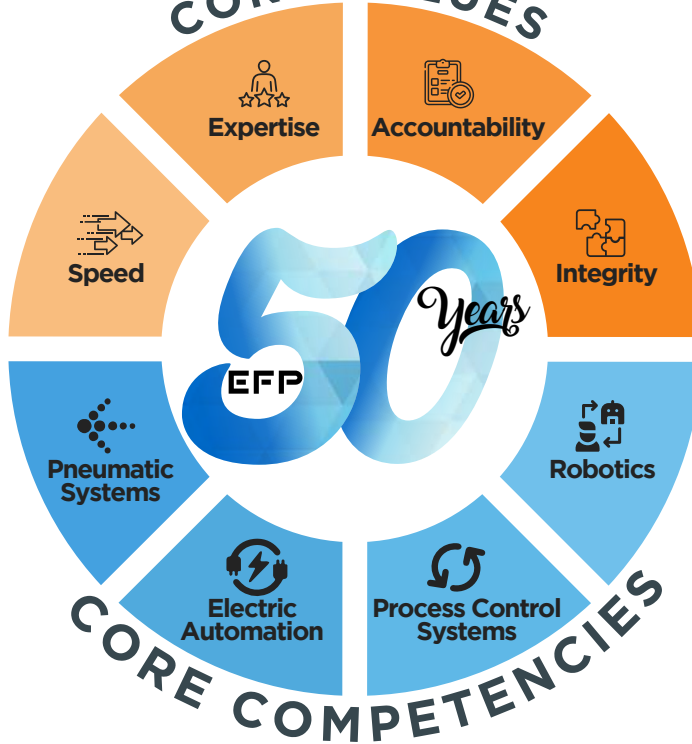 Expertise
Accountability
Speed
Integrity
50
Years
EFP
Pneumatic
Systems
Robotics
Electric
Automation
Process Control
Systems
CORE COMPETENCIES